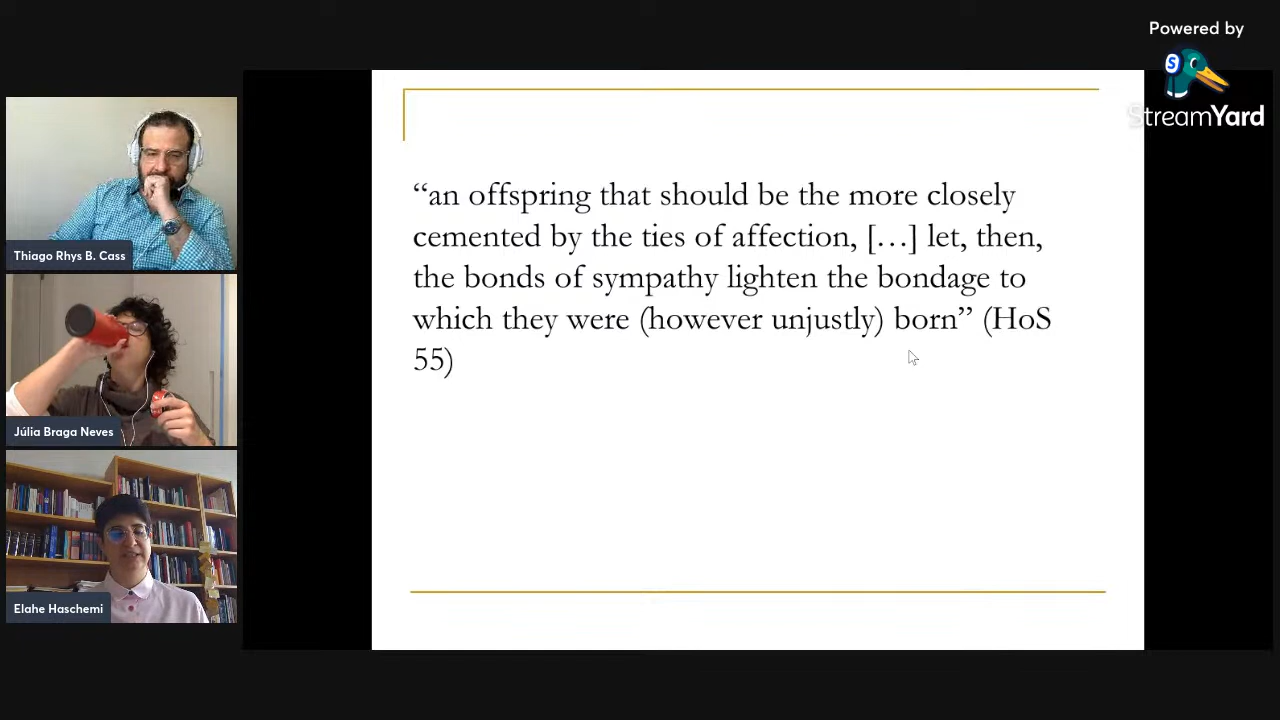 Powered by
StreamYard
Thiago Rhys B. Cass
Júlia Braga Neves
Elahe Haschemi
“an offspring that should be the more closely
cemented by the ties of affection, […] let, then,
the bonds of sympathy lighten the bondage to
which they were (however unjustly) born” (HoS
55)